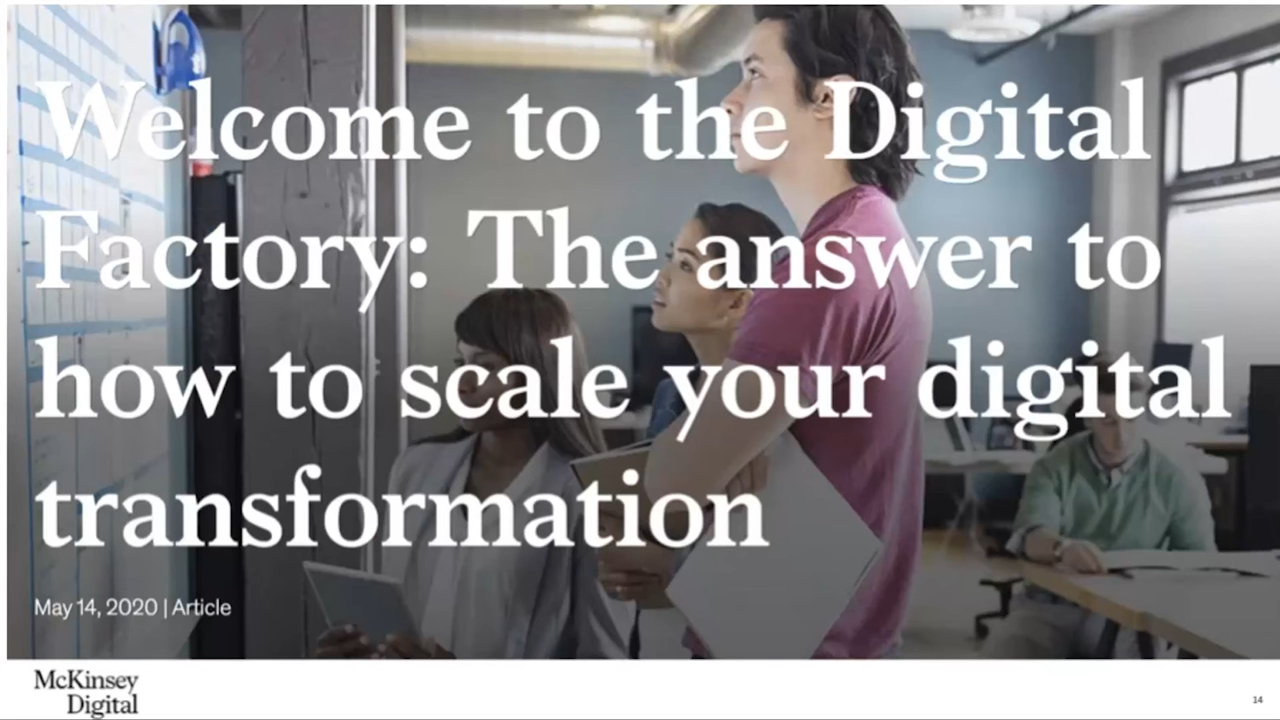 Welcome to the Digital
Factory: The answer to
how to scale your digital
transformation
May 14, 2020 | Article
McKinsey
Digital
14